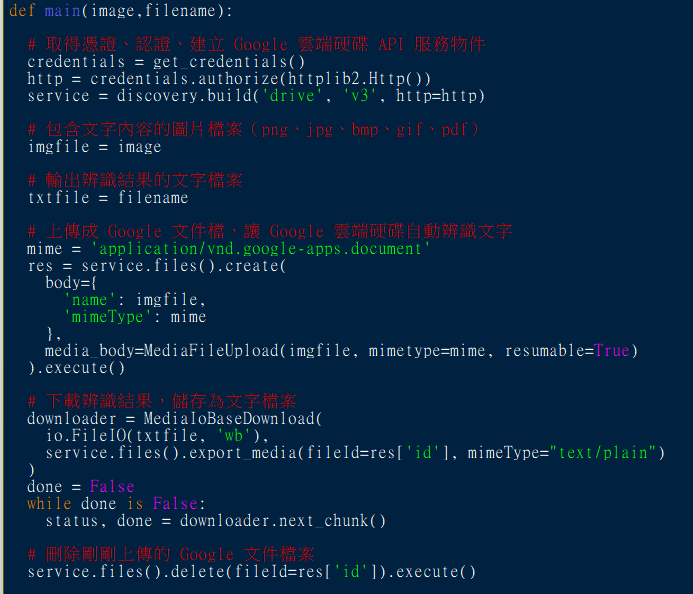 def main(image,filename):
# 取得憑證、認證、建立 Google 雲端硬碟 API 服務物件
credentials = get_credentials()
http = credentials.authorize(httplib2.Http())
service = discovery.build('drive', 'v3', http=http)
# 包含文字內容的圖片檔案（png、jpg、bmp、gif、pdf）
imgfile = image
# 輸出辨識結果的文字檔案
txtfile = filename
# 上傳成 Google 文件檔，讓 Google 雲端硬碟自動辨識文字
mime = 'application/vnd.google-apps.document'
res = service.files().create(
body={
'name': imgfile,
'mimeType': mime
},
media_body=MediaFileUpload(imgfile, mimetype=mime, resumable=True)
).execute()
# 下載辨識結果，儲存為文字檔案
downloader = MediaIoBaseDownload(
io.FileIO(txtfile, 'wb'),
service.files().export_media(fileId=res['id'], mimeType="text/plain")
)
done = False
while done is False:
status, done = downloader.next_chunk()
# 刪除剛剛上傳的 Google 文件檔案
service.files().delete(fileId=res['id']).execute()